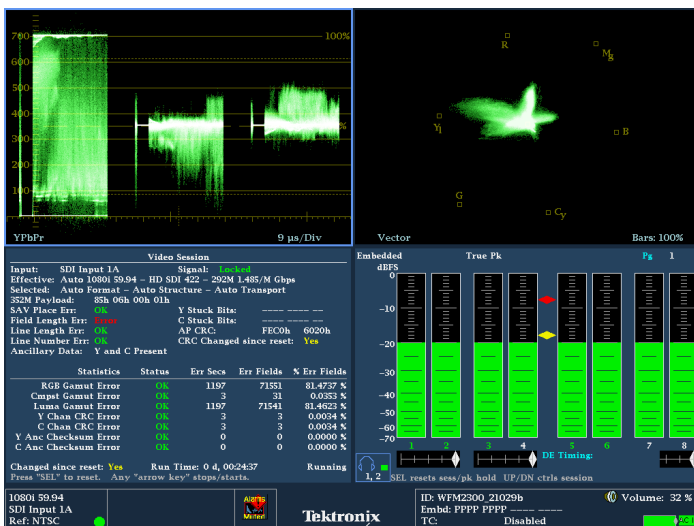 700
100%
600
500
400
300
%
200
100
YPbPr
9 µs/Div
R
Mg
Yl
B
G
Cy
Vector
Bars: 100%
Video Session
Input: SDI Input 1A Signal: Locked
Effective: Auto 1080i 59.94 – HD SDI 422 – 292M 1.485/M Gbps
Selected: Auto Format – Auto Structure – Auto Transport
352M Payload: 85h 06h 00h 01h
SAV Place Err: OK Y Stuck Bits: ---- ---- -- --
Field Length Err: Error C Stuck Bits: ---- ---- -- --
Line Length Err: OK AP CRC: FEC0h 6020h
Line Number Err: OK CRC Changed since reset: Yes
Ancillary Data: Y and C Present
Statistics Status Err Secs Err Fields % Err Fields
RGB Gamut Error OK 1197 71551 81.4737 %
Cmpst Gamut Error OK 3 31 0.0353 %
Luma Gamut Error OK 1197 71541 81.4623 %
Y Chan CRC Error OK 3 3 0.0034 %
C Chan CRC Error OK 3 3 0.0034 %
Y Anc Checksum Error OK 0 0 0.0000 %
C Anc Checksum Error OK 0 0 0.0000 %
Changed since reset: Yes Run Time: 0 d, 00:24:37 Running
Press "SEL" to reset. Any "arrow key" stops/starts.
Embedded True Pk Pg 1
dBFS
0
-10
-20
-30
-40
-50
-60
-70
1 2 3 4 5 6 7 8
DE Timing:
1, 2
SEL resets sess/pk hold UP/DN ctrls session
1080i 59.94
SDI Input 1A
Ref: NTSC
Alarms
Muted
Tektronix
ID: WFM2300_21029b
Volume: 32 %
Embd: PPPP PPPP ---- ----
TC: Disabled
AC